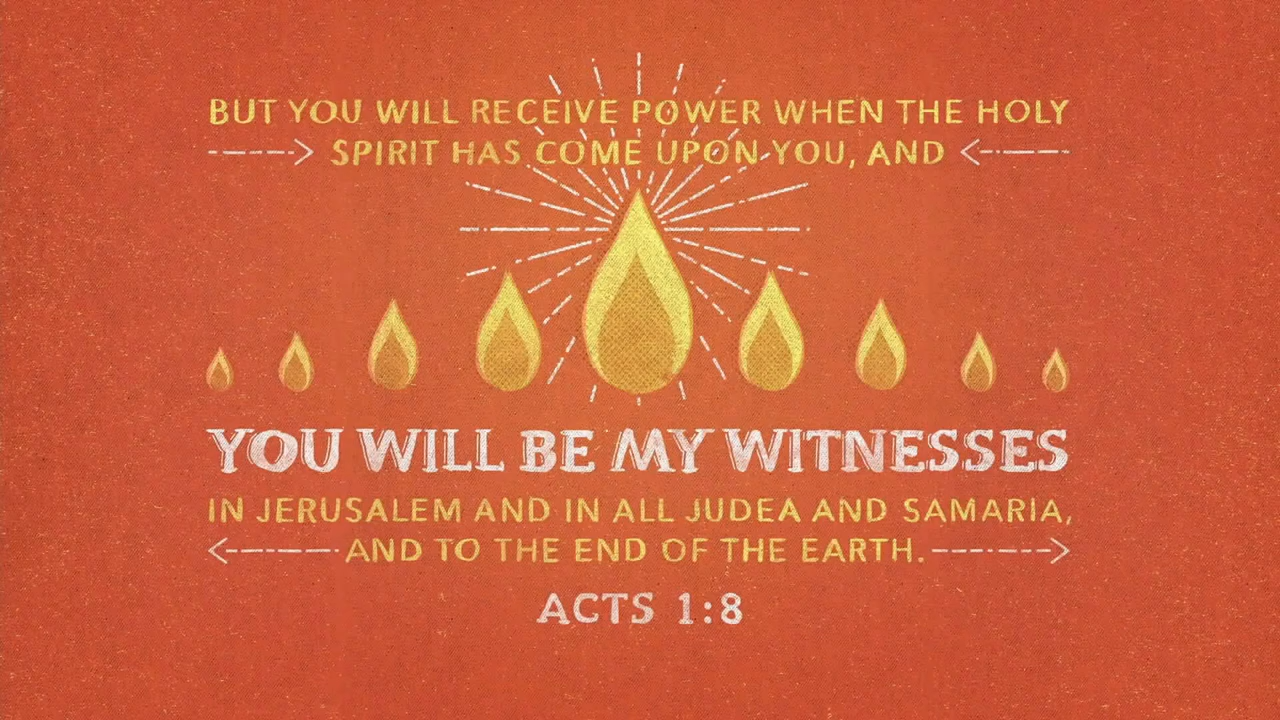 BUT YOU WILL RECEIVE POWER WHEN THE HOLY
SPIRIT HAS COME UPON YOU, AND
YOU WILL BE MY WITNESSES
IN JERUSALEM AND IN ALL JUDEA AND SAMARIA,
AND TO THE END OF THE EARTH.
ACTS 1:8